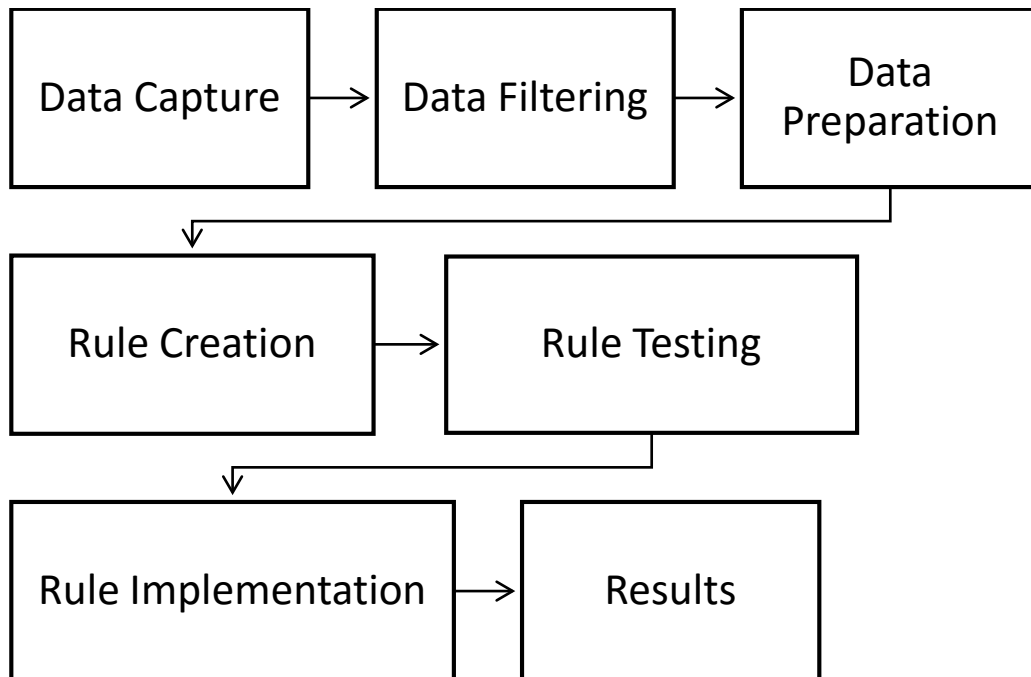 Data Capture
Data Filtering
Data
Preparation
Rule Creation
Rule Testing
Rule Implementation
Results